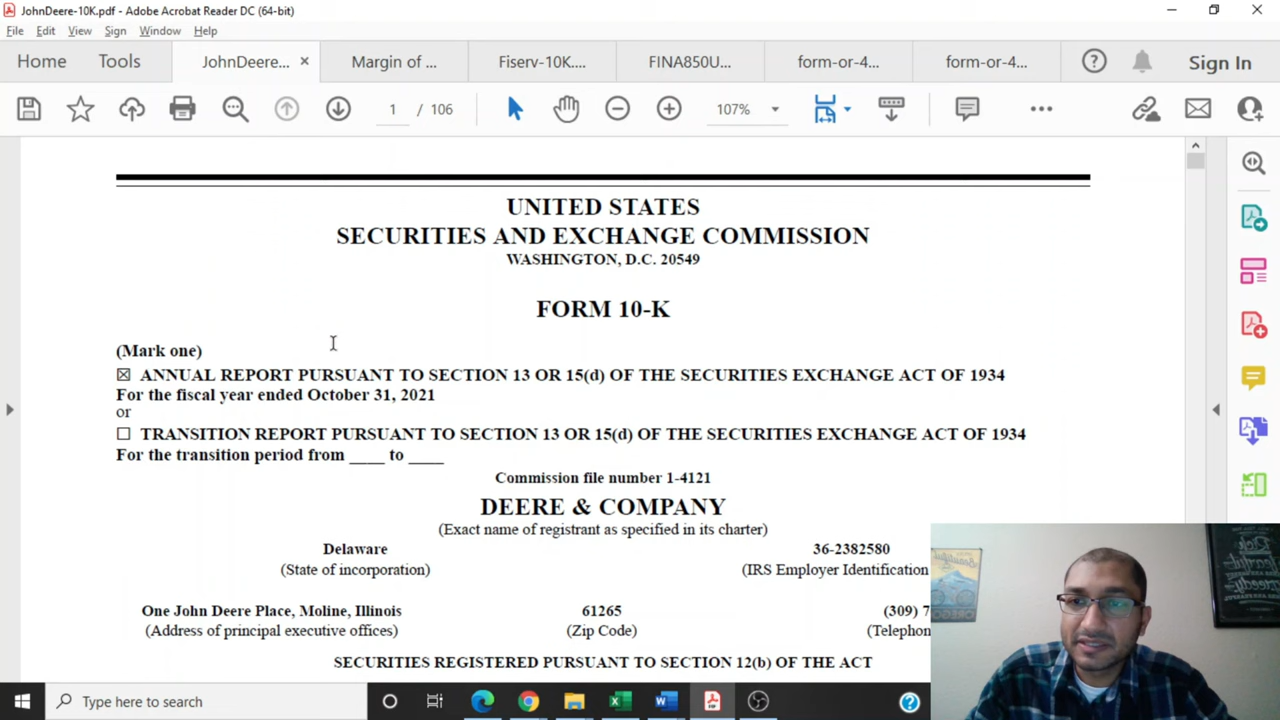 JohnDeere-10K.pdf - Adobe Acrobat Reader DC (64-bit)
File Edit View Sign Window Help
Home Tools JohnDeere... Margin of ... Fiserv-10K.... FINA850U... form-or-4... form-or-4... Sign In
1 / 106 107%
UNITED STATES
SECURITIES AND EXCHANGE COMMISSION
WASHINGTON, D.C. 20549
FORM 10-K
(Mark one)
☒ ANNUAL REPORT PURSUANT TO SECTION 13 OR 15(d) OF THE SECURITIES EXCHANGE ACT OF 1934
For the fiscal year ended October 31, 2021
or
☐ TRANSITION REPORT PURSUANT TO SECTION 13 OR 15(d) OF THE SECURITIES EXCHANGE ACT OF 1934
For the transition period from ____ to ____
Commission file number 1-4121
DEERE & COMPANY
(Exact name of registrant as specified in its charter)
Delaware 36-2382580
(State of incorporation) (IRS Employer Identification
One John Deere Place, Moline, Illinois 61265 (309) 7
(Address of principal executive offices) (Zip Code) (Telephon
SECURITIES REGISTERED PURSUANT TO SECTION 12(b) OF THE ACT
Type here to search